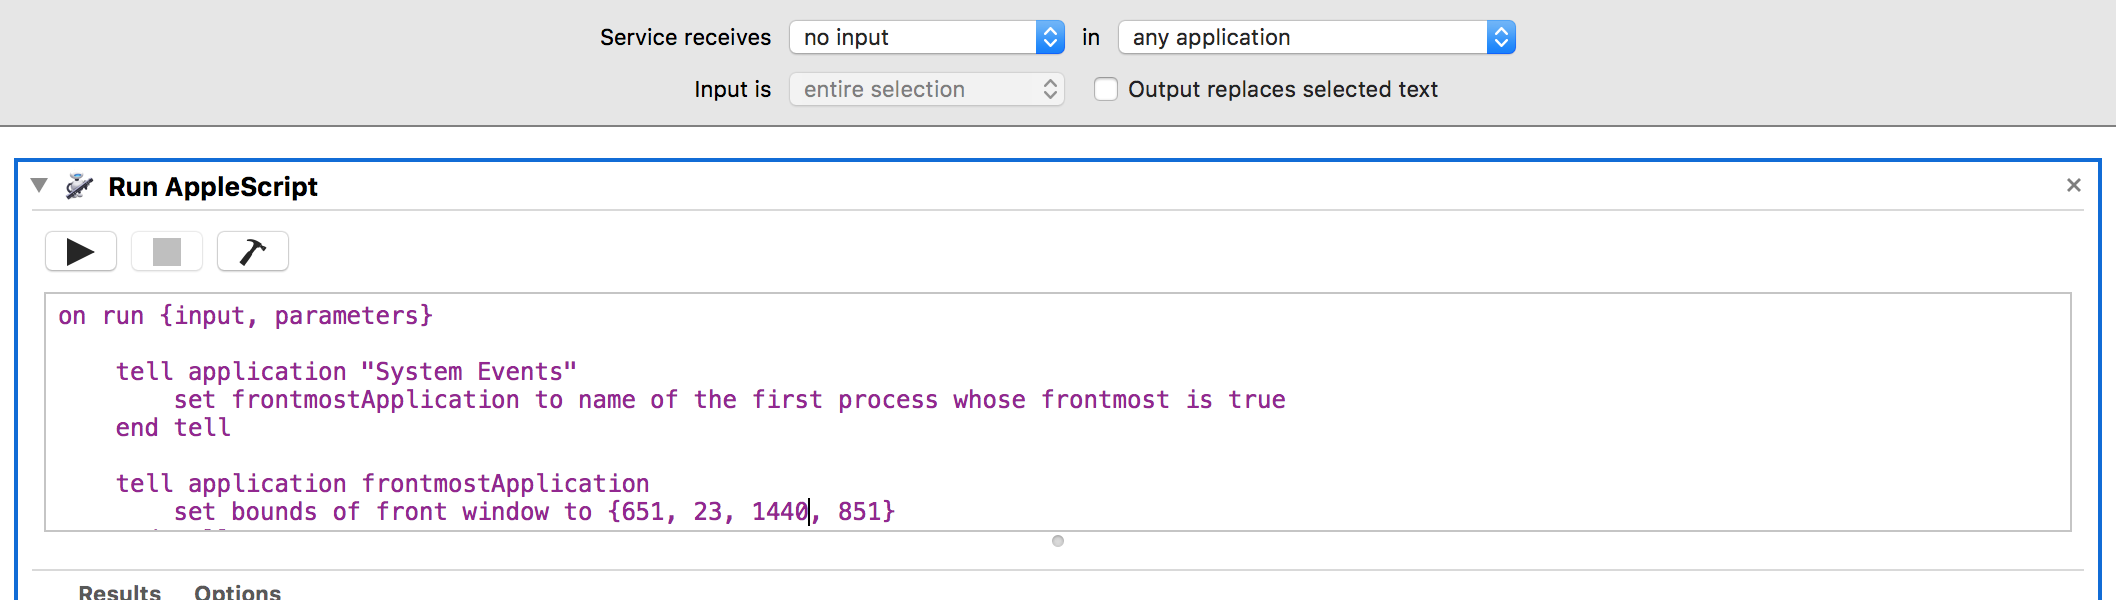 Service receives no input in any application
Input is entire selection Output replaces selected text
Run AppleScript
on run {input, parameters}
tell application "System Events"
set frontmostApplication to name of the first process whose frontmost is true
end tell
tell application frontmostApplication
set bounds of front window to {651, 23, 1440, 851}
Results Options